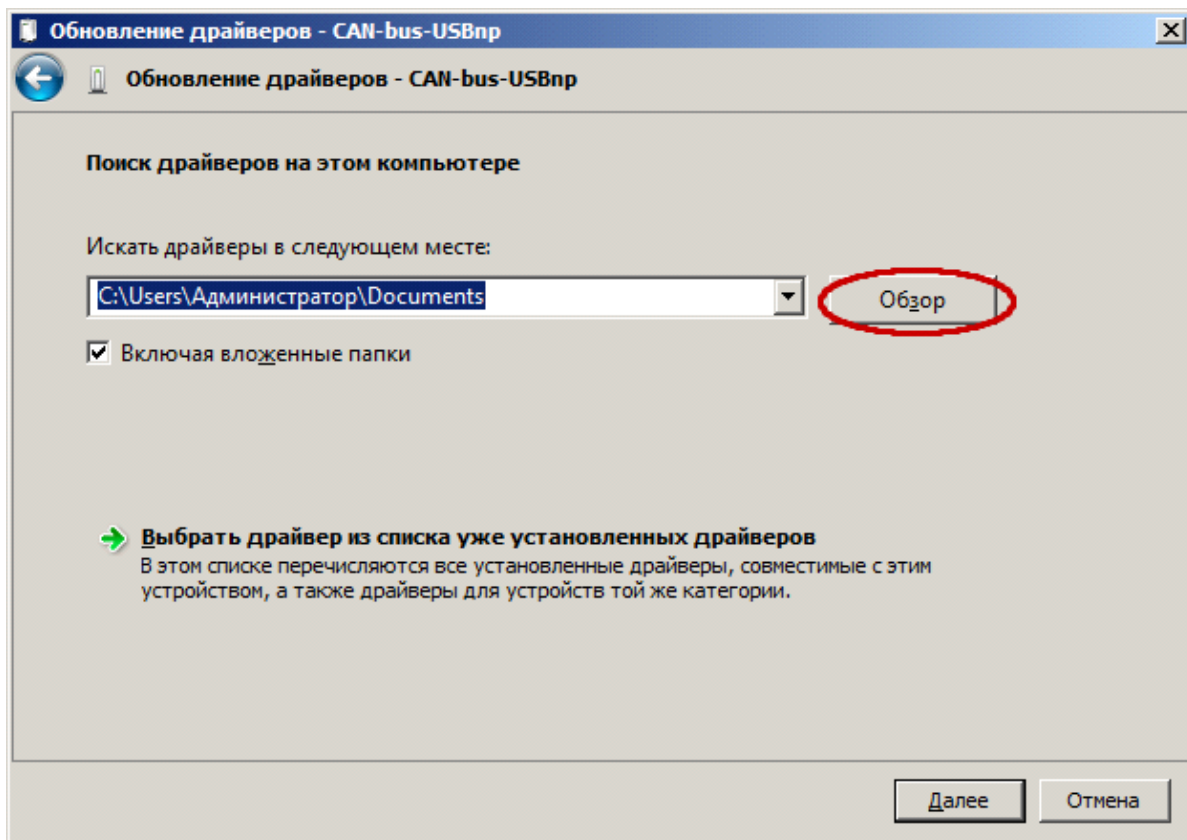 Обновление драйверов - CAN-bus-USBnp
Обновление драйверов - CAN-bus-USBnp
Поиск драйверов на этом компьютере
Искать драйверы в следующем месте:
C:\Users\Администратор\Documents
Обзор
Включая вложенные папки
Выбрать драйвер из списка уже установленных драйверов
В этом списке перечисляются все установленные драйверы, совместимые с этим
устройством, а также драйверы для устройств той же категории.
Далее
Отмена